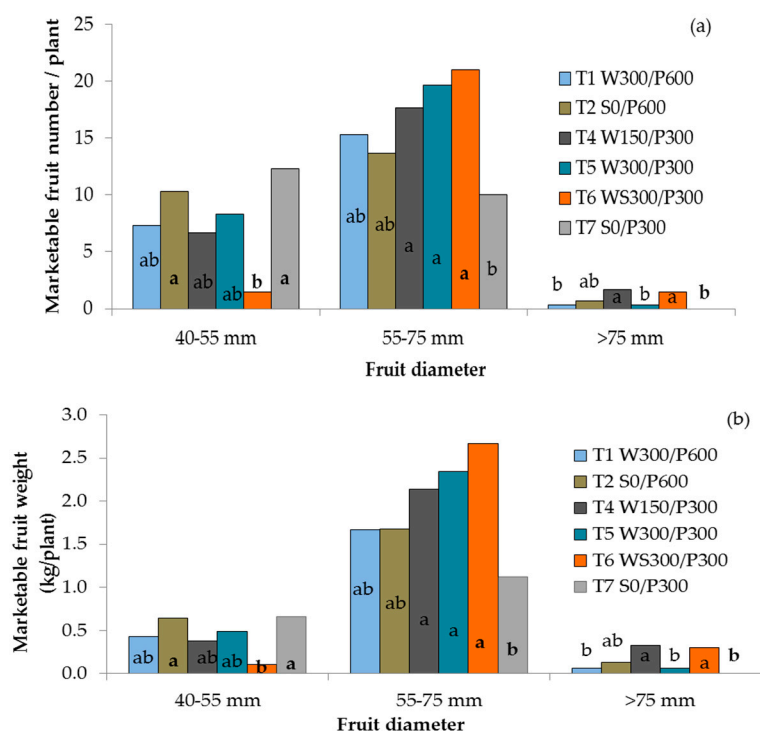 (a)
Marketable fruit number / plant
25
20
15
10
5
0
T1 W300/P600
T2 S0/P600
T4 W150/P300
T5 W300/P300
T6 WS300/P300
T7 S0/P300
ab a ab ab b a
ab ab a a a b
b ab a b a b
40-55 mm 55-75 mm >75 mm
Fruit diameter
(b)
Marketable fruit weight
(kg/plant)
3.0
2.5
2.0
1.5
1.0
0.5
0.0
T1 W300/P600
T2 S0/P600
T4 W150/P300
T5 W300/P300
T6 WS300/P300
T7 S0/P300
ab a ab ab b a
ab ab a a a b
b ab a b a b
40-55 mm 55-75 mm >75 mm
Fruit diameter